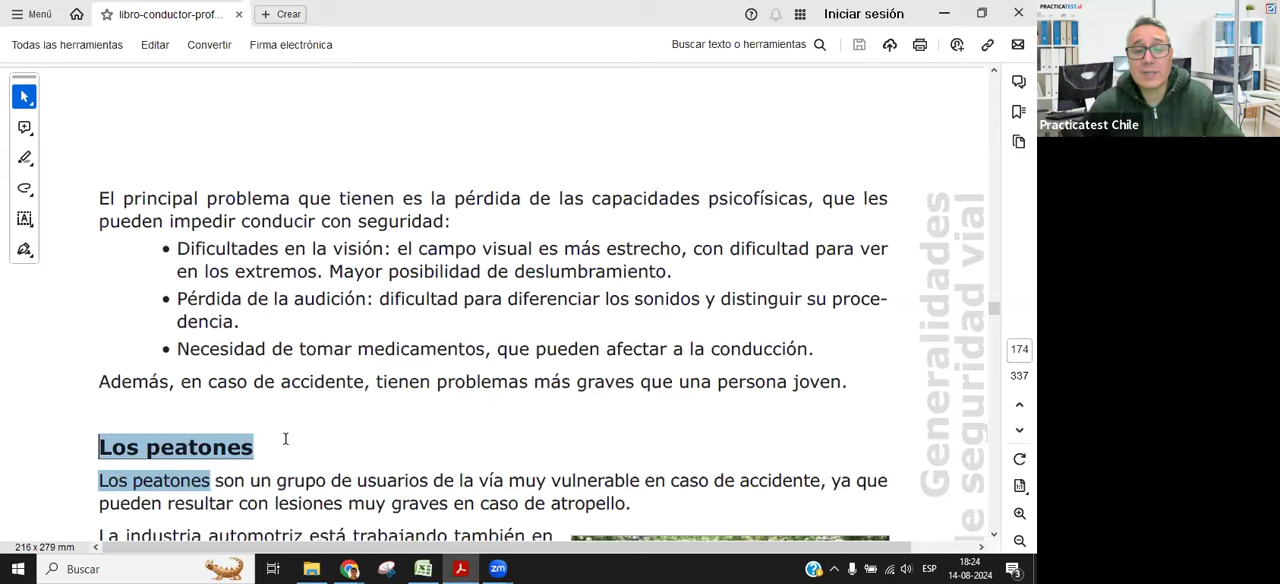 Menú
libro-conductor-prof...
Crear
Iniciar sesión
Todas las herramientas
Editar
Convertir
Firma electrónica
Buscar texto o herramientas
PRACTICATEST.cl
Practicatest Chile
El principal problema que tienen es la pérdida de las capacidades psicofísicas, que les
pueden impedir conducir con seguridad:
• Dificultades en la visión: el campo visual es más estrecho, con dificultad para ver
en los extremos. Mayor posibilidad de deslumbramiento.
• Pérdida de la audición: dificultad para diferenciar los sonidos y distinguir su proce-
dencia.
• Necesidad de tomar medicamentos, que pueden afectar a la conducción.
Además, en caso de accidente, tienen problemas más graves que una persona joven.
Los peatones
Los peatones son un grupo de usuarios de la vía muy vulnerable en caso de accidente, ya que
pueden resultar con lesiones muy graves en caso de atropello.
La industria automotriz está trabajando también en
Generalidades
de seguridad vial
174
337
216 x 279 mm
Buscar
ESP
18:24
14-08-2024
3